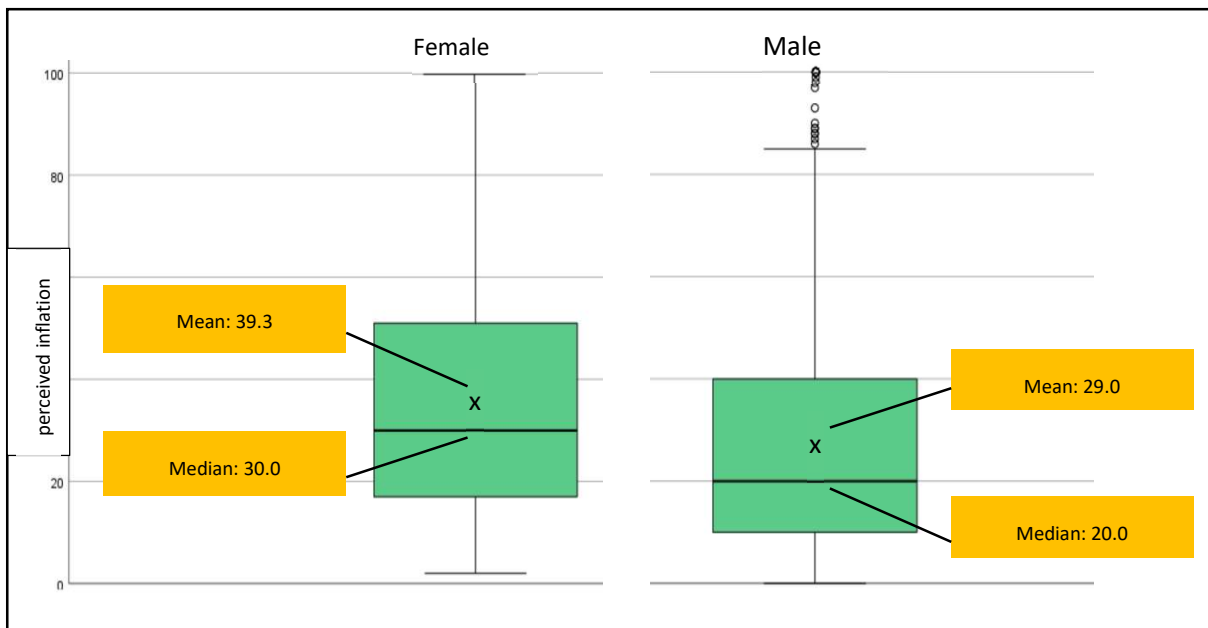 Female
Male
100
80
perceived inflation
Mean: 39.3
x
Median: 30.0
Mean: 29.0
x
Median: 20.0
20
0